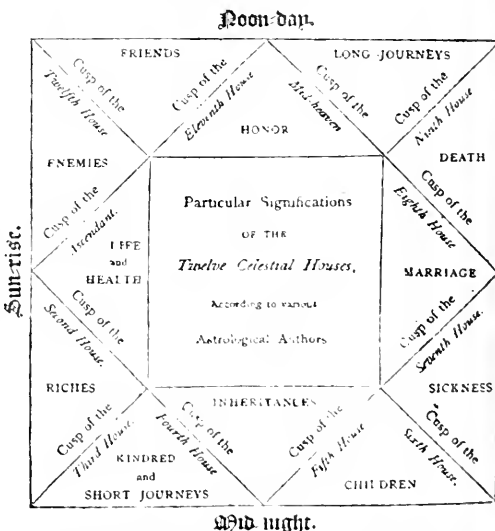 Noon-day.
FRIENDS
LONG JOURNEYS
Cusp of the
Twelfth House
Cusp of the
Eleventh House
Cusp of the
Mid-heaven
Cusp of the
Ninth House
HONOR
ENEMIES
DEATH
Cusp of the
Ascendant.
Cusp of the
Eighth House
Particular Significations
OF THE
Twelve Celestial Houses,
According to various
Astrological Authors
LIFE
and
HEALTH
MARRIAGE
Sun-rise.
Cusp of the
Second House.
Cusp of the
Seventh House.
RICHES
SICKNESS
INHERITANCES
Cusp of the
Third House.
Cusp of the
Fourth House
Cusp of the
Fifth House
Cusp of the
Sixth House.
KINDRED
and
SHORT JOURNEYS
CHILDREN
Mid night.